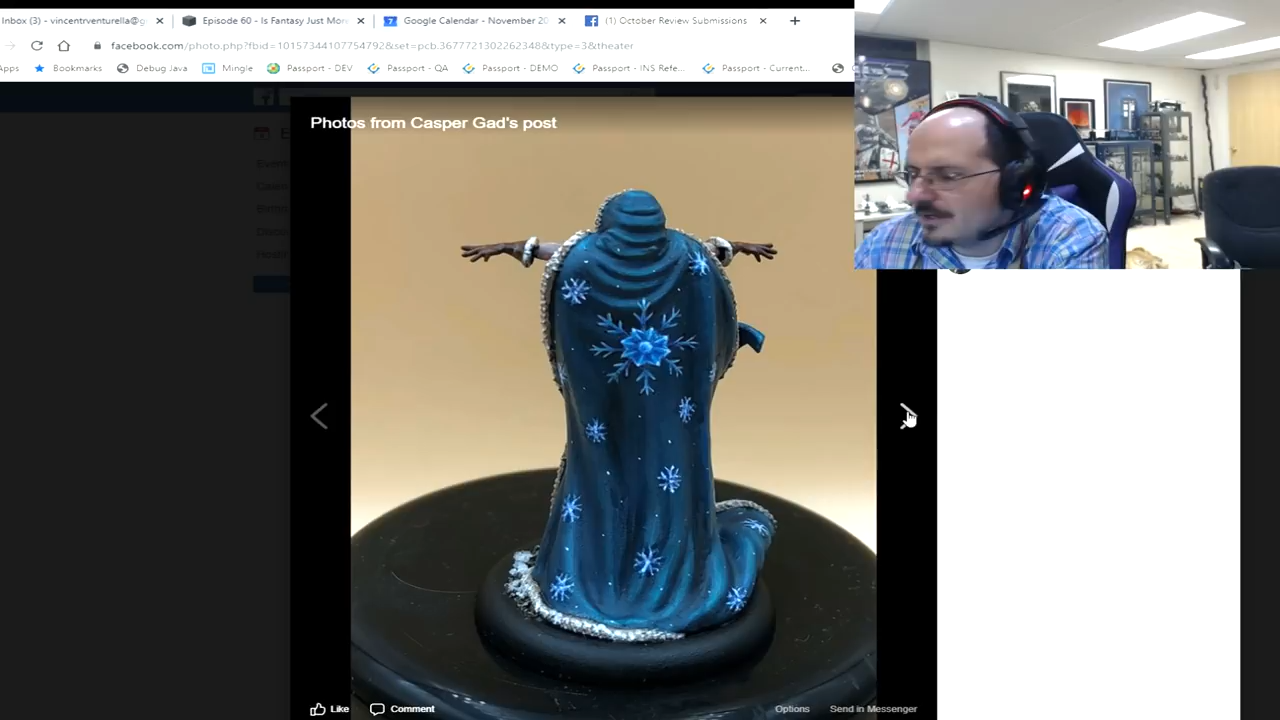 Inbox (3) - vincentrventurella@g
Episode 60 - Is Fantasy Just More
Google Calendar - November 20
(1) October Review Submissions
facebook.com/photo.php?fbid=10157344107754792&set=pcb.3677721302262348&type=3&theater
Apps Bookmarks Debug Java Mingle Passport - DEV Passport - QA Passport - DEMO Passport - INS Refe... Passport - Current...
Photos from Casper Gad's post
Like Comment Options Send in Messenger